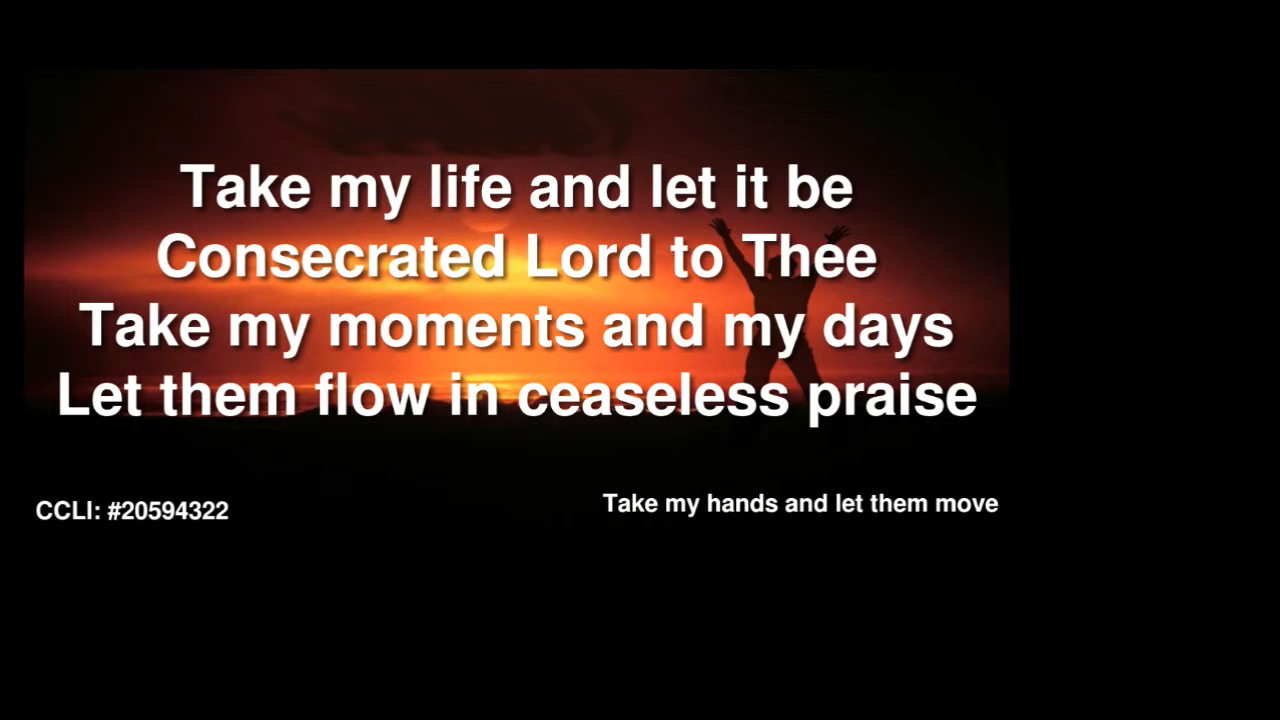 Take my life and let it be
Consecrated Lord to Thee
Take my moments and my days
Let them flow in ceaseless praise
CCLI: #20594322
Take my hands and let them move